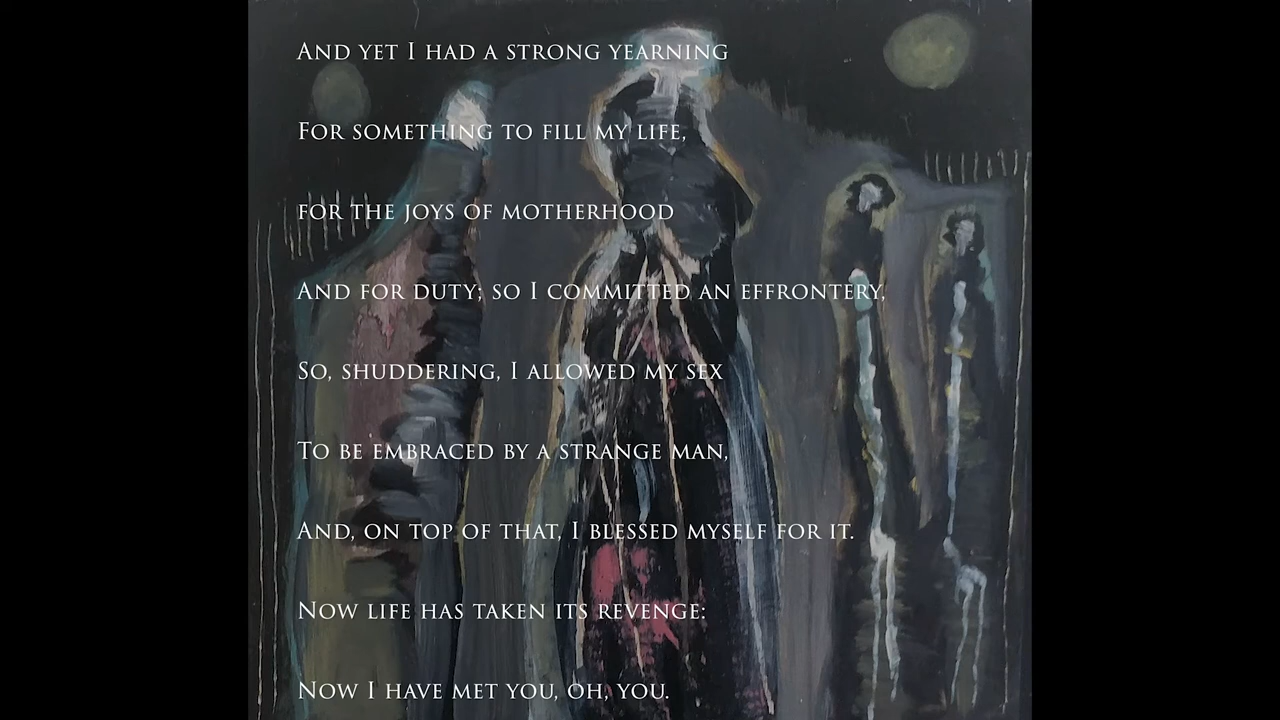 And yet I had a strong yearning
For something to fill my life,
for the joys of motherhood
And for duty; so I committed an effrontery,
So, shuddering, I allowed my sex
To be embraced by a strange man,
And, on top of that, I blessed myself for it.
Now life has taken its revenge:
Now I have met you, oh, you.